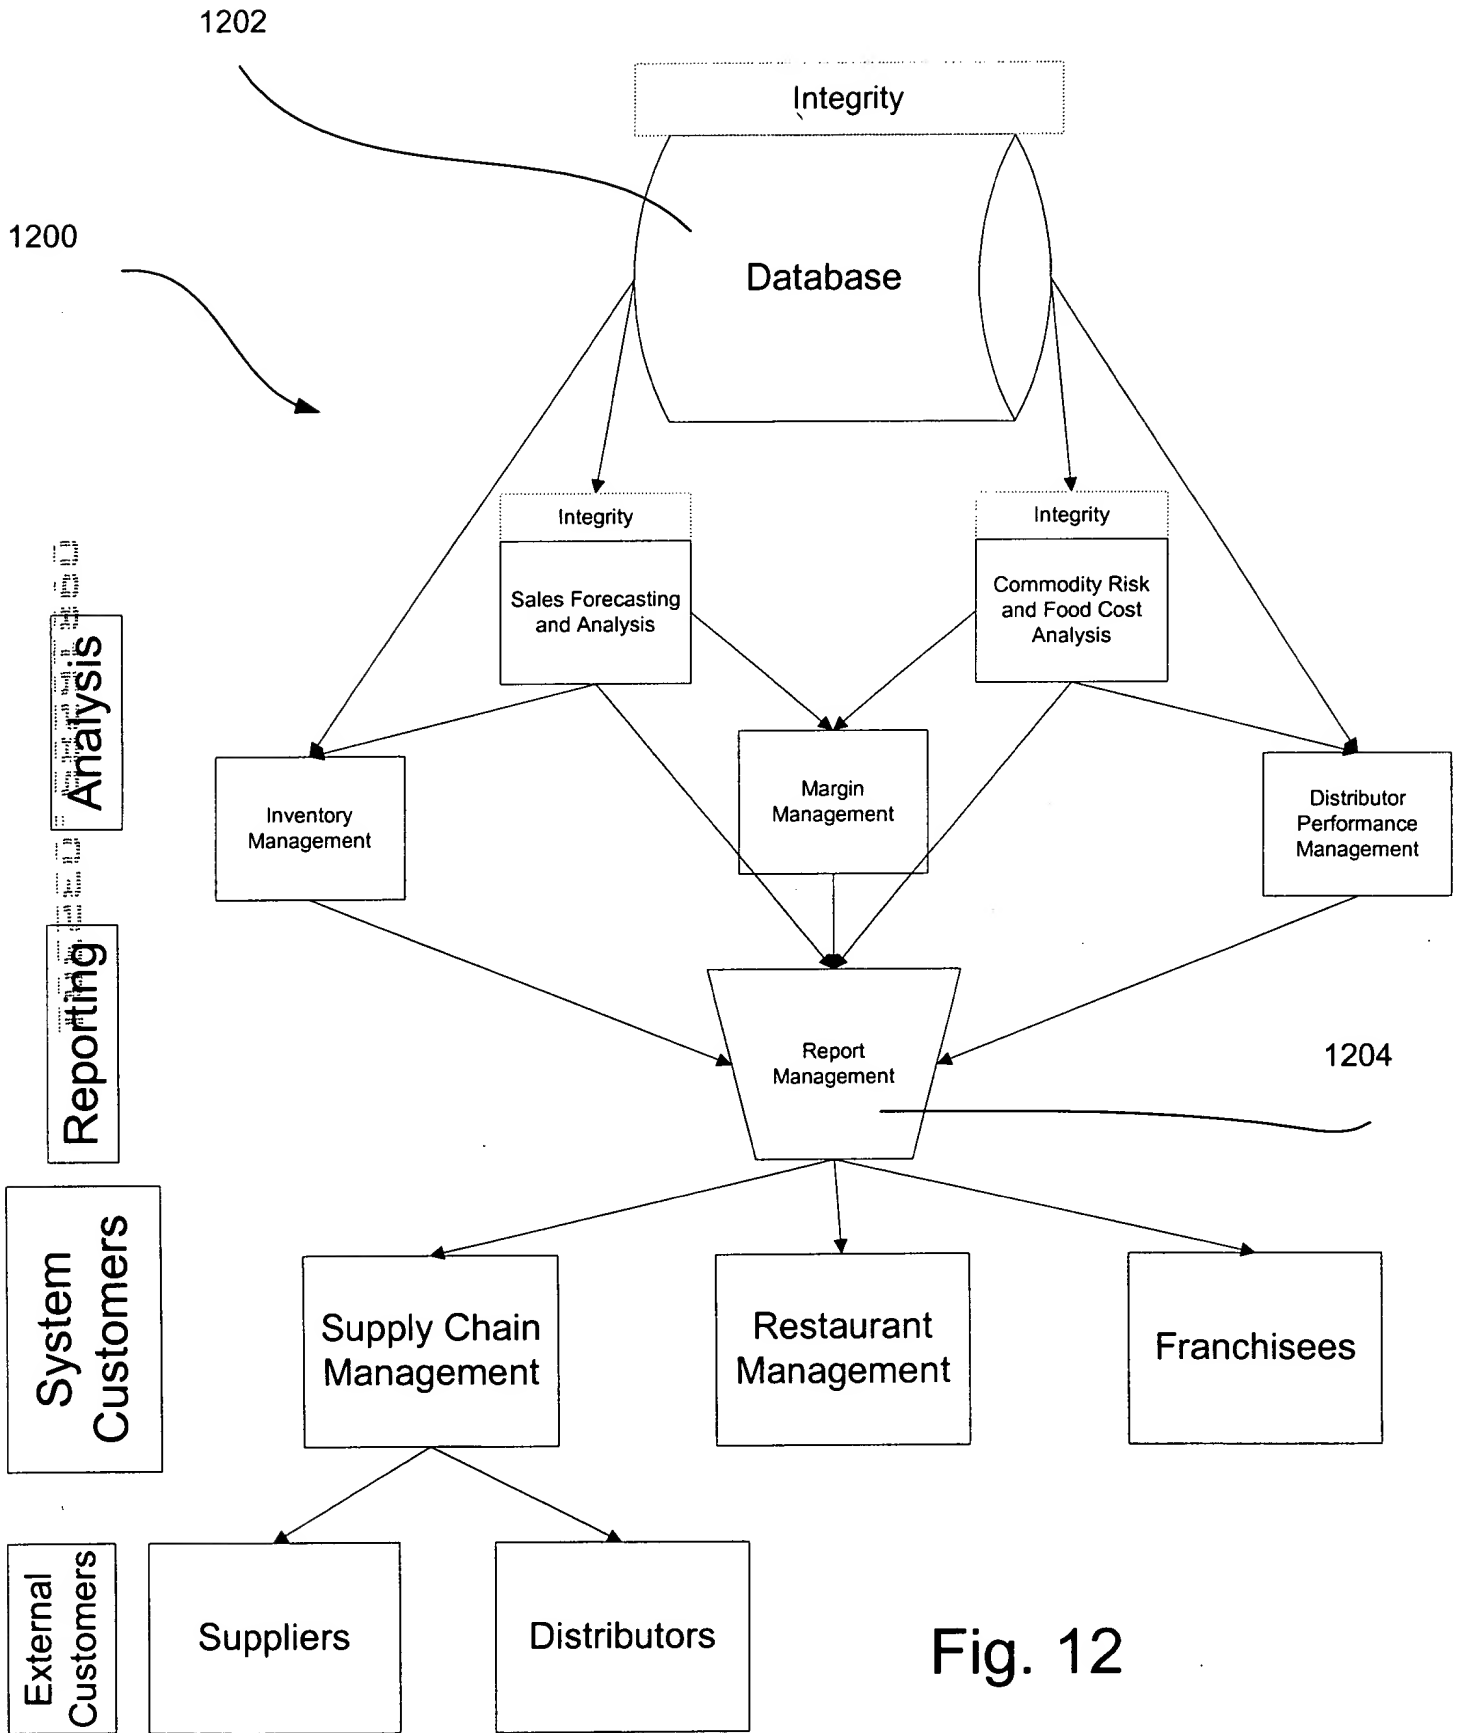 1202
Integrity
1200
Database
Integrity
Integrity
Sales Forecasting
and Analysis
Commodity Risk
and Food Cost
Analysis
Analysis
Inventory
Management
Margin
Management
Distributor
Performance
Management
Reporting
Report
Management
1204
System
Customers
Supply Chain
Management
Restaurant
Management
Franchisees
External
Customers
Suppliers
Distributors
Fig. 12